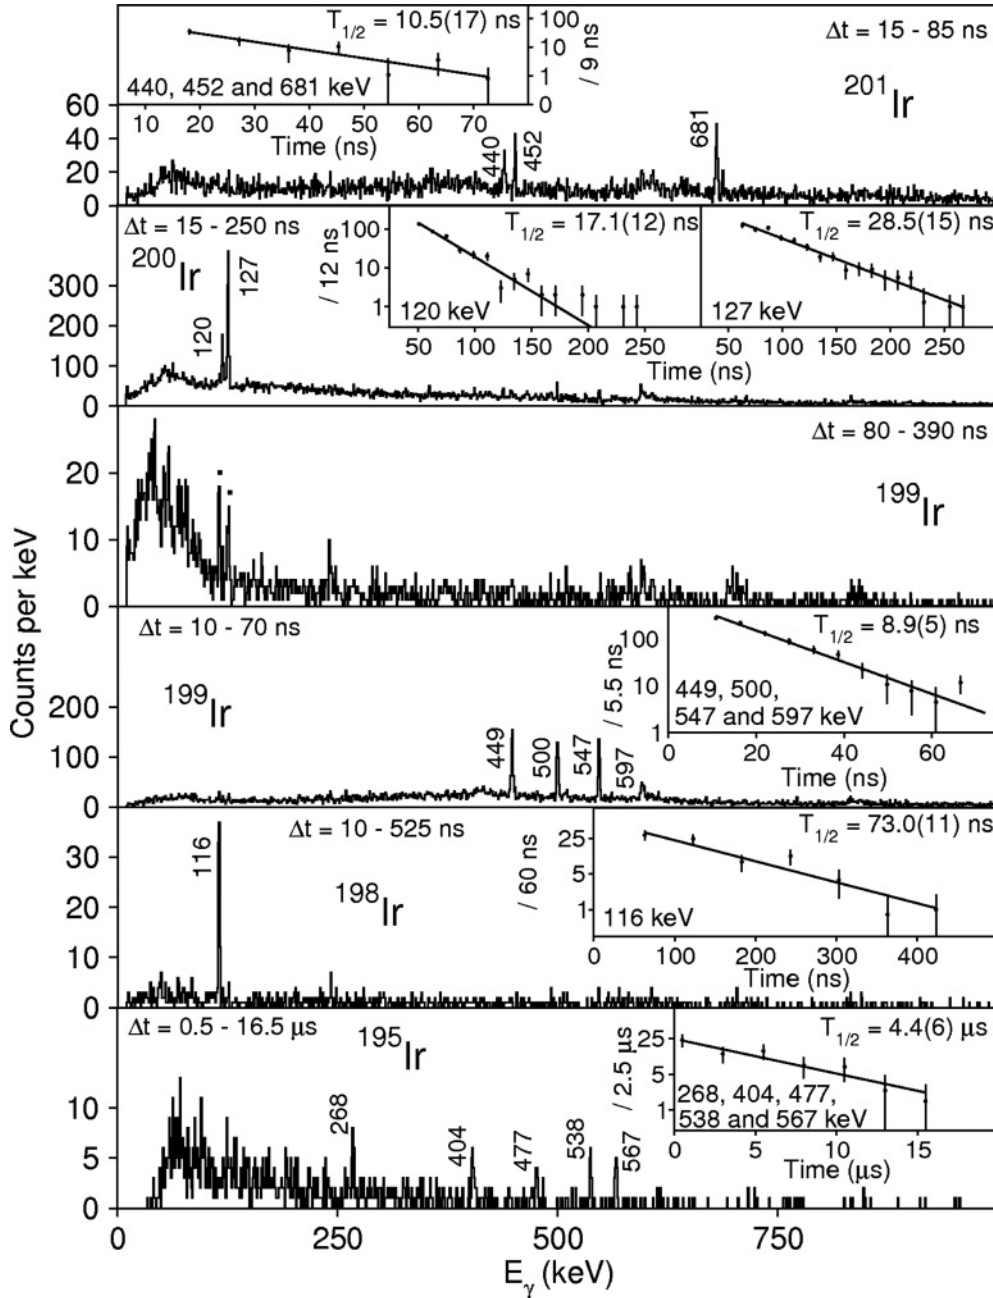 T1/2 = 10.5(17) ns
100
10
1
0
/ 9 ns
440, 452 and 681 keV
10 20 30 40 50 60 70
Time (ns)
Δt = 15 - 85 ns
201Ir
60
40
20
0
440
452
681
Δt = 15 - 250 ns
200Ir
120
127
300
200
100
0
/ 12 ns
100
10
1
T1/2 = 17.1(12) ns
120 keV
50 100 150 200 250
Time (ns)
T1/2 = 28.5(15) ns
127 keV
50 100 150 200 250
Time (ns)
Δt = 80 - 390 ns
199Ir
20
10
0
Counts per keV
Δt = 10 - 70 ns
199Ir
200
100
0
449
500
547
597
/ 5.5 ns
100
10
1
T1/2 = 8.9(5) ns
449, 500,
547 and 597 keV
0 20 40 60
Time (ns)
Δt = 10 - 525 ns
198Ir
116
30
20
10
0
/ 60 ns
25
5
1
T1/2 = 73.0(11) ns
116 keV
0 100 200 300 400
Time (ns)
Δt = 0.5 - 16.5 μs
195Ir
10
5
0
268
404
477
538
567
/ 2.5 μs
25
5
1
T1/2 = 4.4(6) μs
268, 404, 477,
538 and 567 keV
0 5 10 15
Time (μs)
0 250 500 750
Eγ (keV)